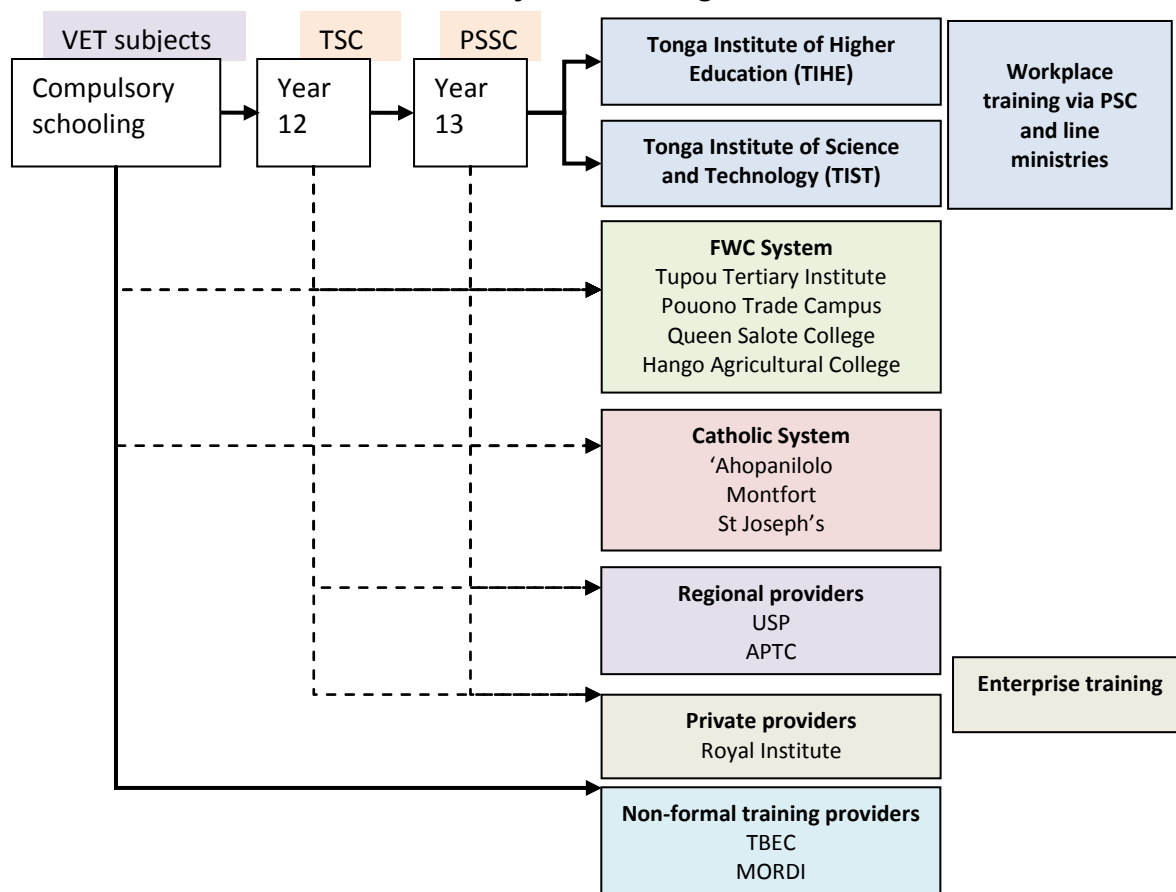 VET subjects
TSC
PSSC
Compulsory
schooling
Year
12
Year
13
Tonga Institute of Higher
Education (TIHE)
Tonga Institute of Science
and Technology (TIST)
Workplace
training via PSC
and line
ministries
FWC System
Tupou Tertiary Institute
Pouono Trade Campus
Queen Salote College
Hango Agricultural College
Catholic System
‘Ahopanilolo
Montfort
St Joseph’s
Regional providers
USP
APTC
Enterprise training
Private providers
Royal Institute
Non-formal training providers
TBEC
MORDI